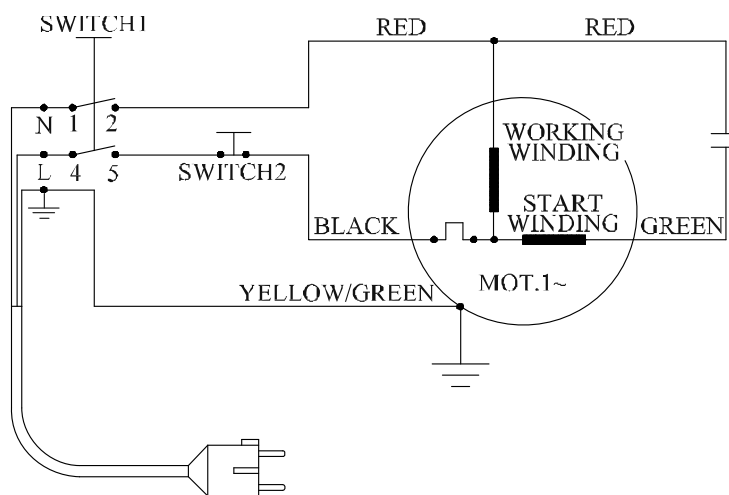 SWITCH1
RED RED
N 1 2
WORKING
WINDING
L 4 5
SWITCH2
START
WINDING
BLACK
GREEN
MOT.1~
YELLOW/GREEN